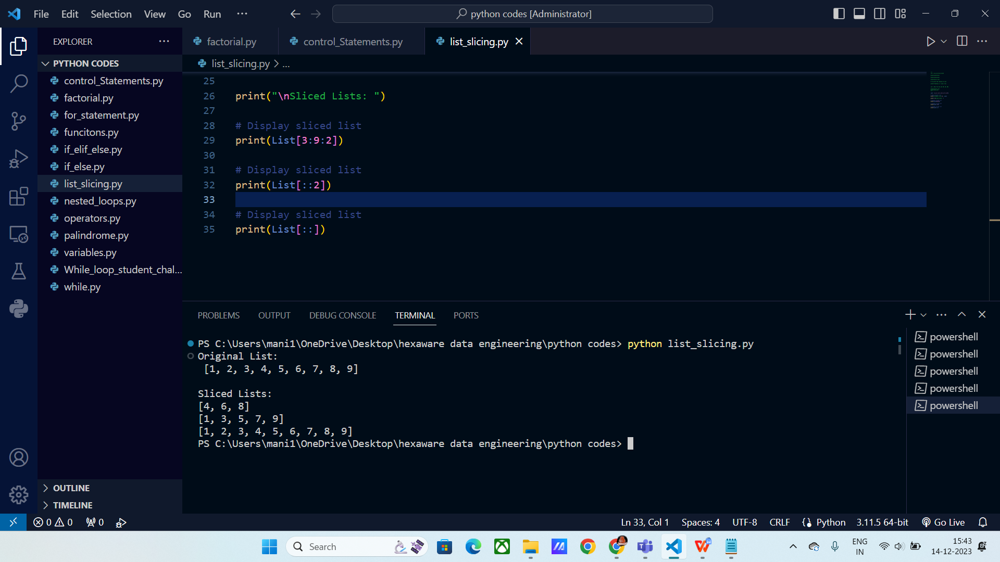 File Edit Selection View Go Run ···
python codes [Administrator]
EXPLORER
factorial.py
control_Statements.py
list_slicing.py
PYTHON CODES
control_Statements.py
factorial.py
for_statement.py
funcitons.py
if_elif_else.py
if_else.py
list_slicing.py
nested_loops.py
operators.py
palindrome.py
variables.py
While_loop_student_chal...
while.py
OUTLINE
TIMELINE
list_slicing.py > ...
25
26 print("\nSliced Lists: ")
27
28 # Display sliced list
29 print(List[3:9:2])
30
31 # Display sliced list
32 print(List[::2])
33
34 # Display sliced list
35 print(List[::])
PROBLEMS OUTPUT DEBUG CONSOLE TERMINAL PORTS
PS C:\Users\mani1\OneDrive\Desktop\hexaware data engineering\python codes> python list_slicing.py
Original List:
[1, 2, 3, 4, 5, 6, 7, 8, 9]
Sliced Lists:
[4, 6, 8]
[1, 3, 5, 7, 9]
[1, 2, 3, 4, 5, 6, 7, 8, 9]
PS C:\Users\mani1\OneDrive\Desktop\hexaware data engineering\python codes>
powershell
powershell
powershell
powershell
powershell
0 0 0
Ln 33, Col 1 Spaces: 4 UTF-8 CRLF {} Python 3.11.5 64-bit Go Live
Search
ENG
IN
15:43
14-12-2023